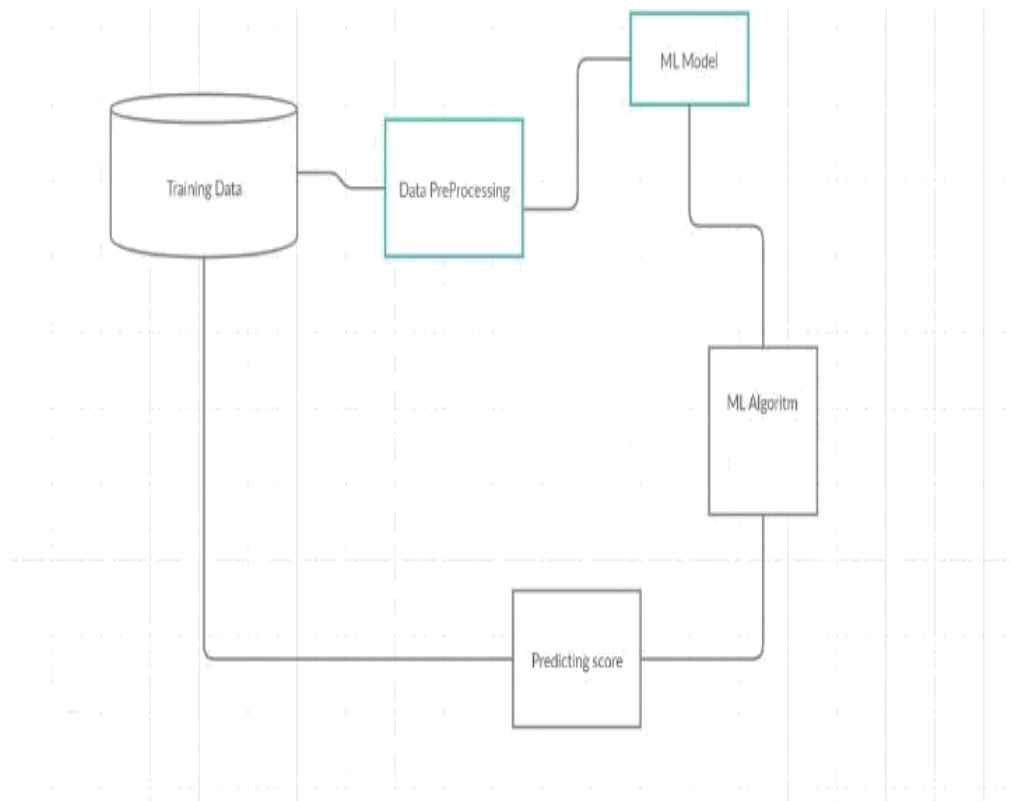 ML Model
Training Data
Data PreProcessing
ML Algoritm
Predicting score